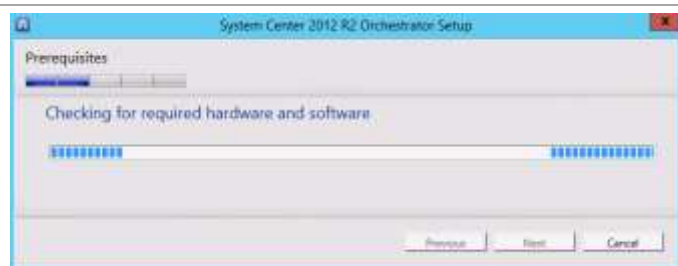 System Center 2012 R2 Orchestrator Setup
Prerequisites
Checking for required hardware and software
Previous Next Cancel